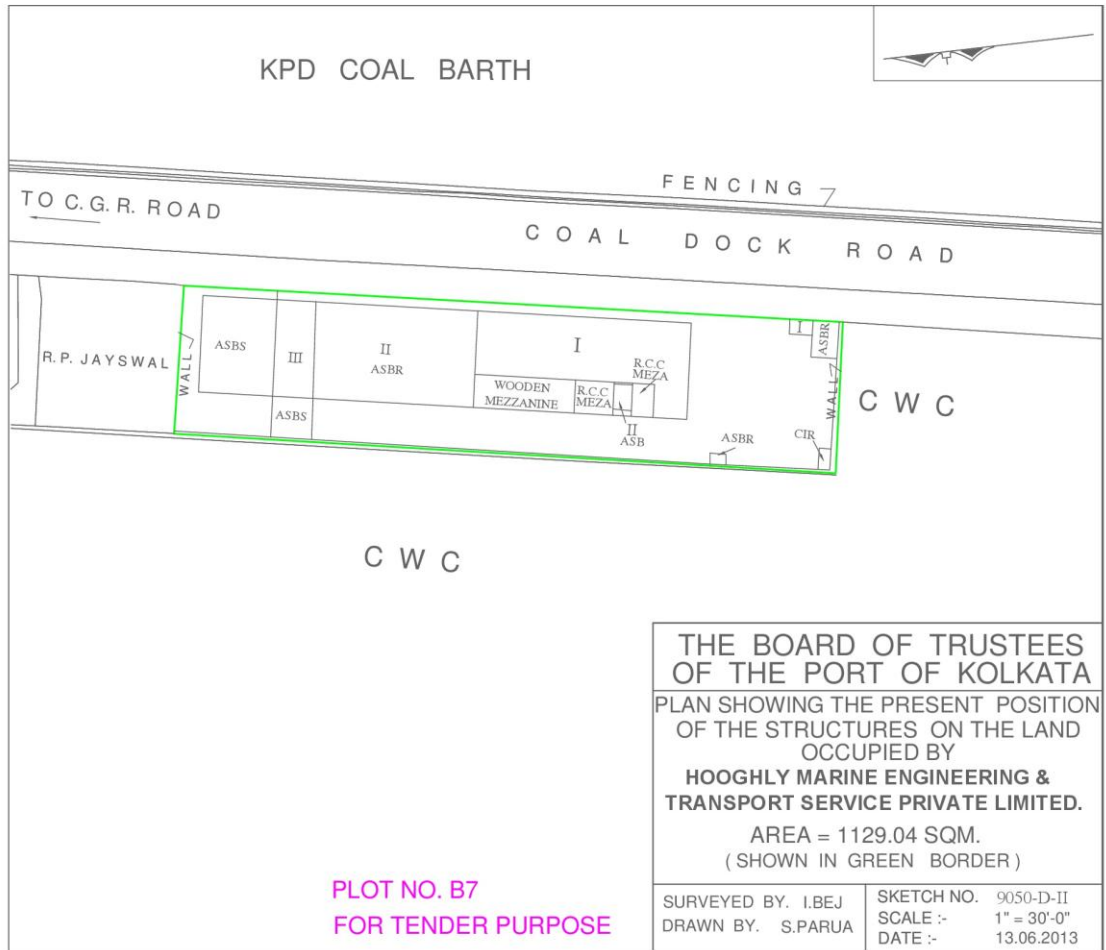 KPD COAL BARTH
FENCING
TO C.G.R. ROAD
COAL DOCK ROAD
R.P. JAYSWAL
WALL
ASBS
III
II
ASBR
I
R.C.C
MEZA
WOODEN
MEZZANINE
R.C.C
MEZA
II
ASB
ASBS
I
ASBR
WALL
ASBR
CIR
CWC
CWC
THE BOARD OF TRUSTEES
OF THE PORT OF KOLKATA
PLAN SHOWING THE PRESENT POSITION
OF THE STRUCTURES ON THE LAND
OCCUPIED BY
HOOGHLY MARINE ENGINEERING &
TRANSPORT SERVICE PRIVATE LIMITED.
AREA = 1129.04 SQM.
( SHOWN IN GREEN BORDER )
PLOT NO. B7
FOR TENDER PURPOSE
SURVEYED BY. I.BEJ
DRAWN BY. S.PARUA
SKETCH NO. 9050-D-II
SCALE :- 1" = 30'-0"
DATE :- 13.06.2013